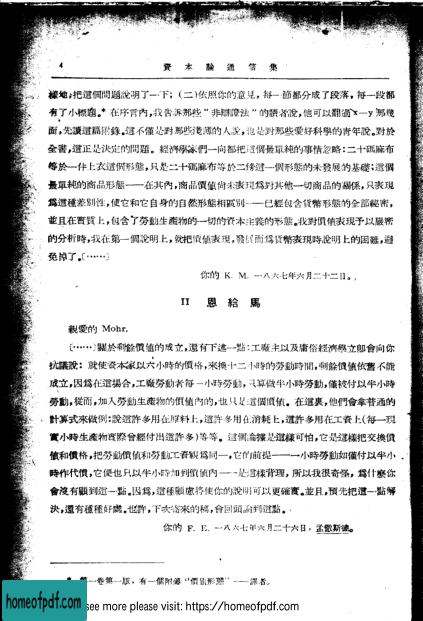 4 資本論通信集
樣地,把這個問題說明了一下;(二)依照你的意見,每一節都分成了段落,每一段都
有了小標題。* 在序言內,我告訴那些“非辯證法”的讀者說,他可以翻過x—y那幾
面,先讀這篇附錄。這不僅是對那些淺薄的人說,也是對那些愛好科學的青年說。對於
全書,這正是決定的問題。經濟學家們一向都把這個最單純的事情忽略:二十碼麻布
等於一件上衣這個形態,只是二十碼麻布等於二鎊這一個形態的未發展的基礎;這個
最單純的商品形態——在其內,商品價值尚未表現爲對其他一切商品的關係,只表現
爲這種差別性,使它和它自身的自然形態相區別——已經包含貨幣形態的全部祕密,
並且在實質上,包含了勞動生產物的一切的資本主義的形態。我對價值表現予以嚴密
的分析時,我在第一個說明上,就把價值表現,發展而爲貨幣表現時說明上的困難,避
免掉了。〔……〕
你的 K. M. 一八六七年六月二十二日。
II 恩給馬
親愛的 Mohr.
〔……〕關於剩餘價值的成立,還有下述一點:工廠主以及庸俗經濟學立卽會向你
抗議說: 就使資本家以六小時的價格,來換十二小時的勞動時間,剩餘價值依舊不能
成立,因爲在這場合,工廠勞動者每一小時勞動,只算做半小時勞動,僅被付以半小時
勞動,從而,加入勞動生產物的價值內的,也只是這個價值。在這裏,他們會拿普通的
計算式來做例:說這許多用在原料上,這許多用在消耗上,這許多用在工資上(每一現
實小時生產物實際曾經付出這許多)等等。這個論據是這樣可怕,它是這樣把交換價
值和價格,把勞動價值和勞動工資觀爲同一,它的前提——一小時勞動如僅付以半小
時作代價,它便也只以半小時加到價值內——是這樣背理,所以我很奇怪,爲什麼你
會沒有顧到這一點。因爲,這種顧慮將使你的說明可以更確實。並且,預先把這一點解
決,還有種種好處。也許,下次寄來的稿,會回頭論到這點。
你的 F. E. 一八六七年六月二十六日,孟徹斯德。
* 第一卷第一版,有一個附錄“價值形態”——譯者。
homeofpdf.com
see more please visit: https://homeofpdf.com